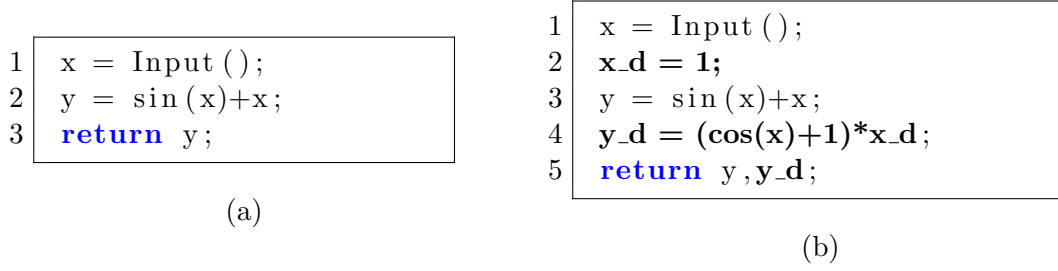 1 x = Input();
2 y = sin(x)+x;
3 return y;
(a)
1 x = Input();
2 x_d = 1;
3 y = sin(x)+x;
4 y_d = (cos(x)+1)*x_d;
5 return y,y_d;
(b)